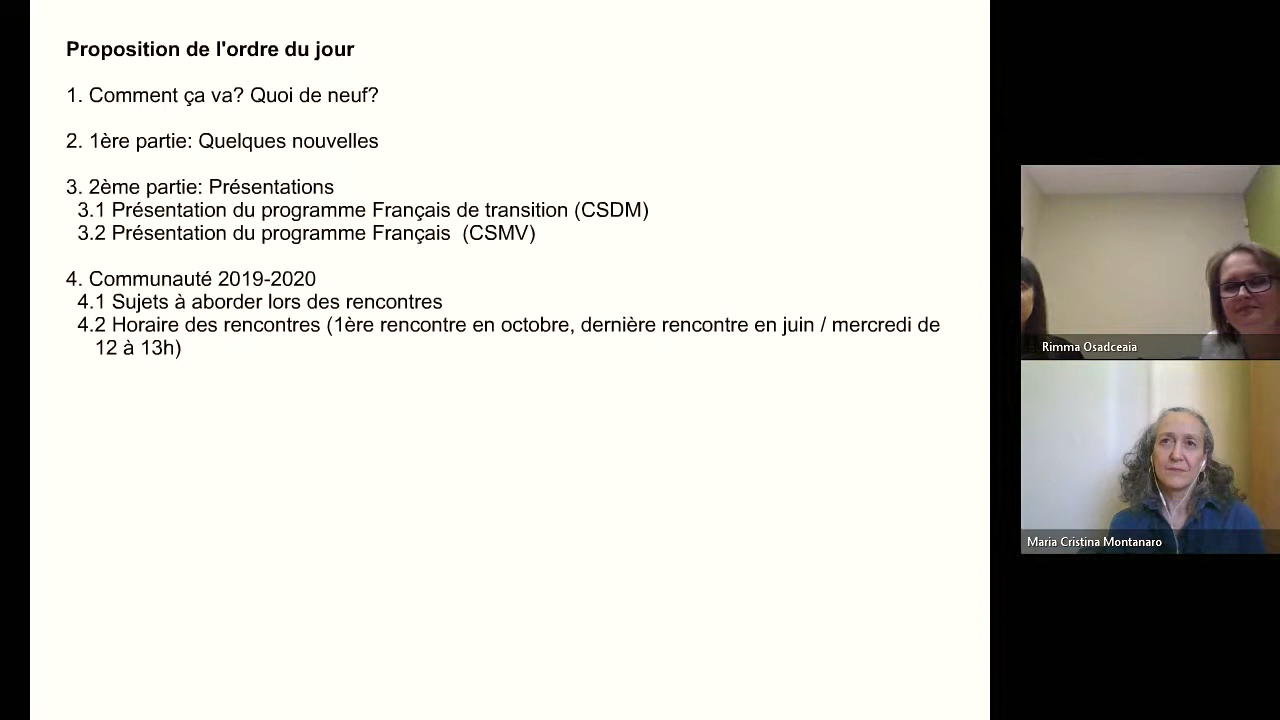 Proposition de l'ordre du jour
1. Comment ça va? Quoi de neuf?
2. 1ère partie: Quelques nouvelles
3. 2ème partie: Présentations
3.1 Présentation du programme Français de transition (CSDM)
3.2 Présentation du programme Français  (CSMV)
4. Communauté 2019-2020
4.1 Sujets à aborder lors des rencontres
4.2 Horaire des rencontres (1ère rencontre en octobre, dernière rencontre en juin / mercredi de
12 à 13h)
Rimma Osadceaia
Maria Cristina Montanaro